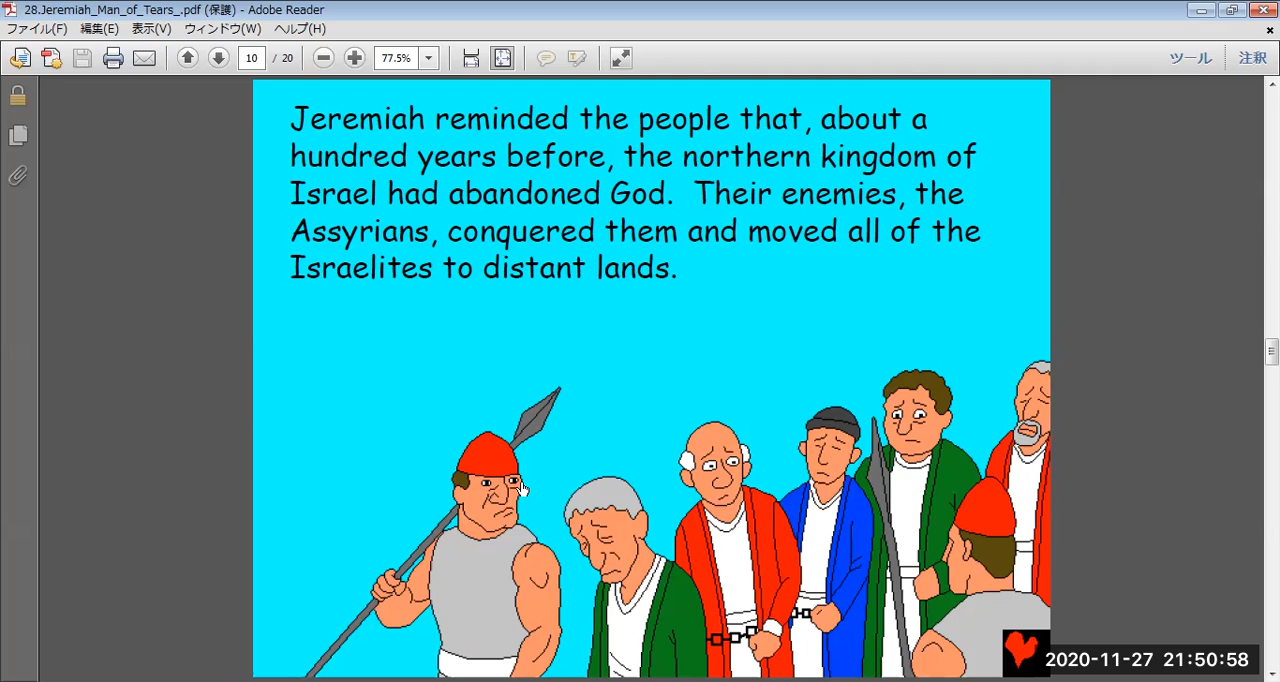 28.Jeremiah_Man_of_Tears_.pdf (保護) - Adobe Reader
ファイル(F) 編集(E) 表示(V) ウィンドウ(W) ヘルプ(H)
10 / 20 77.5% ツール 注釈
Jeremiah reminded the people that, about a
hundred years before, the northern kingdom of
Israel had abandoned God. Their enemies, the
Assyrians, conquered them and moved all of the
Israelites to distant lands.
2020-11-27 21:50:58